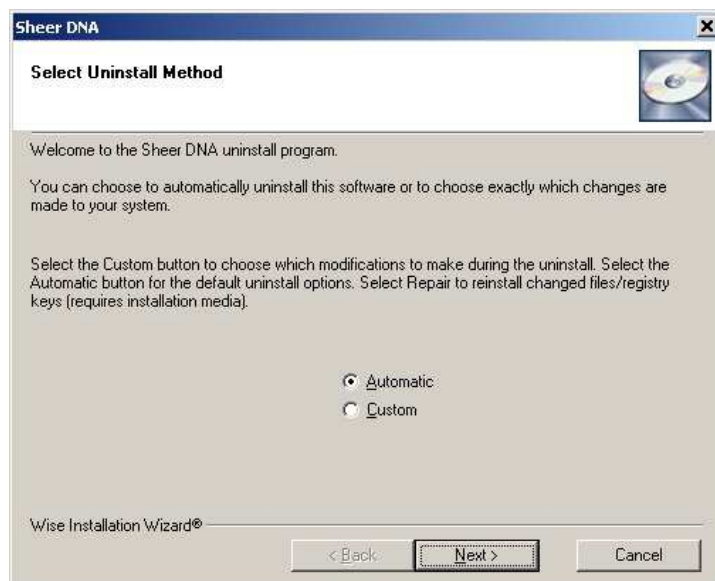 Sheer DNA
Select Uninstall Method
Welcome to the Sheer DNA uninstall program.
You can choose to automatically uninstall this software or to choose exactly which changes are
made to your system.
Select the Custom button to choose which modifications to make during the uninstall. Select the
Automatic button for the default uninstall options. Select Repair to reinstall changed files/registry
keys (requires installation media).
Automatic
Custom
Wise Installation Wizard®
< Back
Next >
Cancel